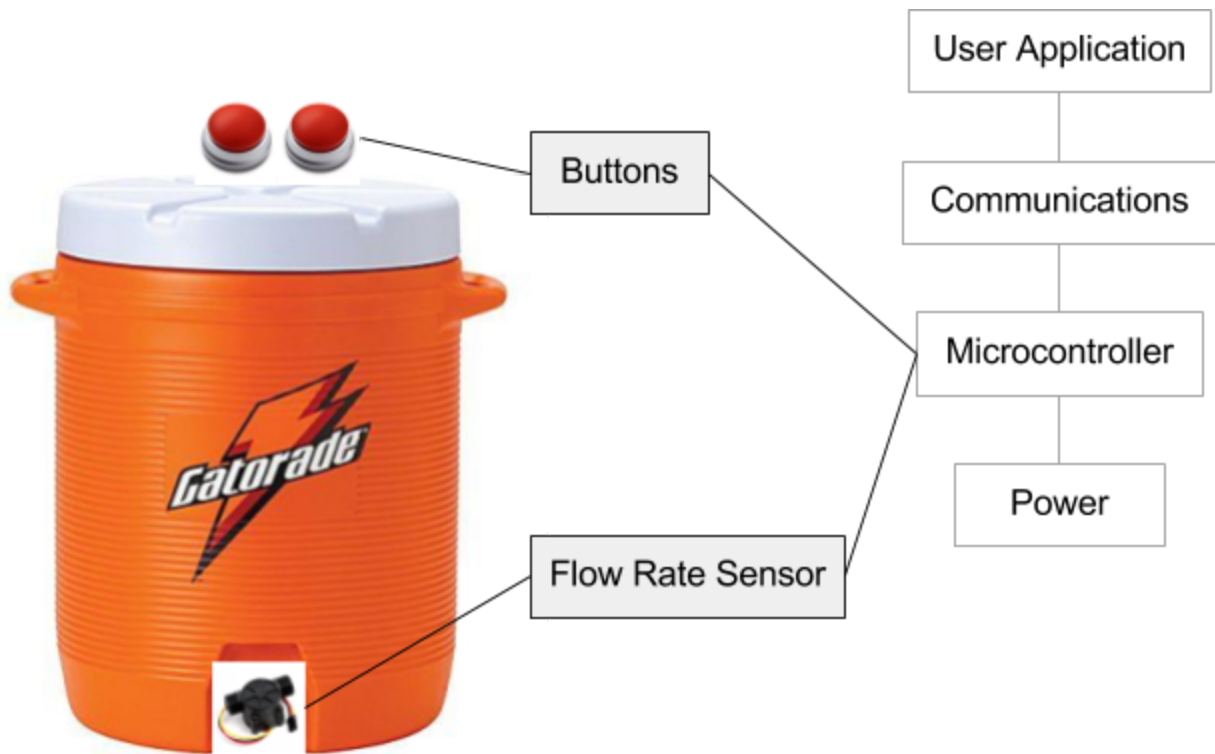 User Application
Buttons
Communications
Microcontroller
Gatorade
Power
Flow Rate Sensor